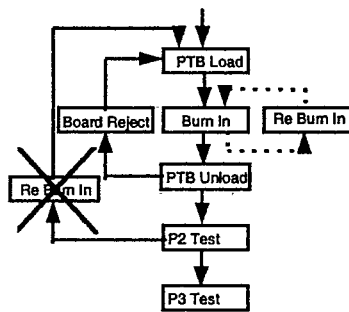 PTB Load
Board Reject
Burn In
Re Burn In
PTB Unload
Re Burn In
P2 Test
P3 Test